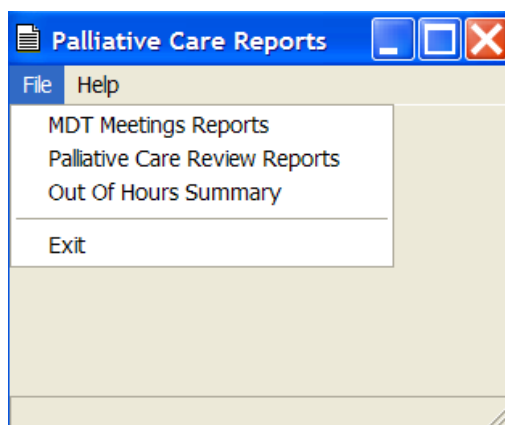 Palliative Care Reports
File Help
MDT Meetings Reports
Palliative Care Review Reports
Out Of Hours Summary
Exit